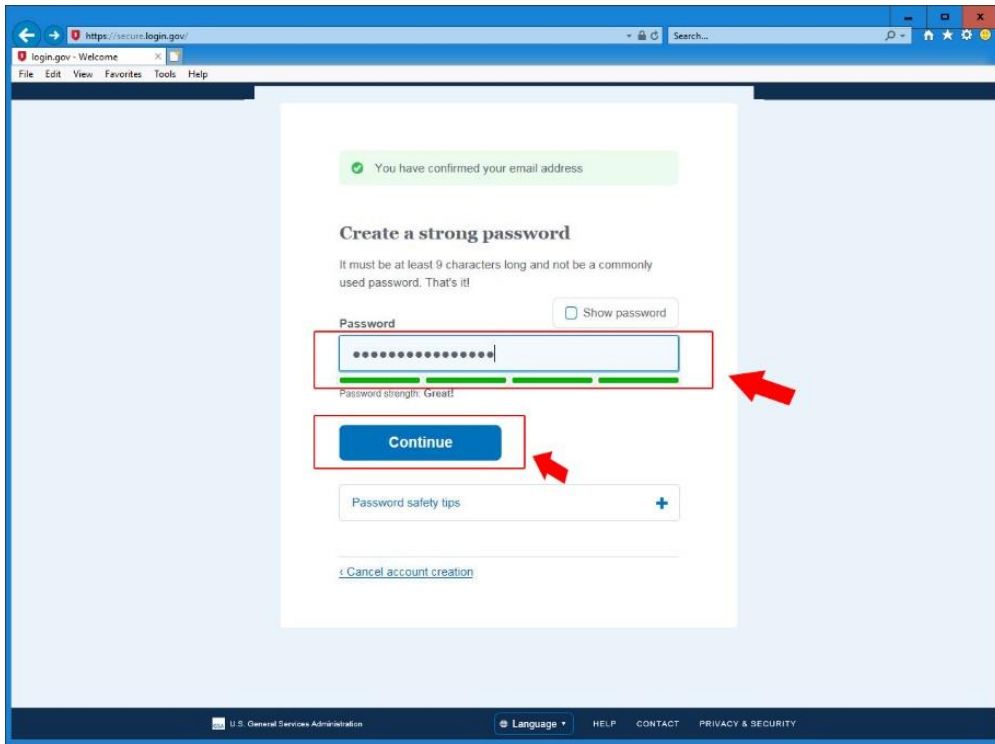 https://secure.login.gov/
Search...
login.gov - Welcome
File Edit View Favorites Tools Help
You have confirmed your email address
Create a strong password
It must be at least 9 characters long and not be a commonly
used password. That's it!
Show password
Password
Password strength: Great!
Continue
Password safety tips
‹ Cancel account creation
GSA U.S. General Services Administration Language HELP CONTACT PRIVACY & SECURITY